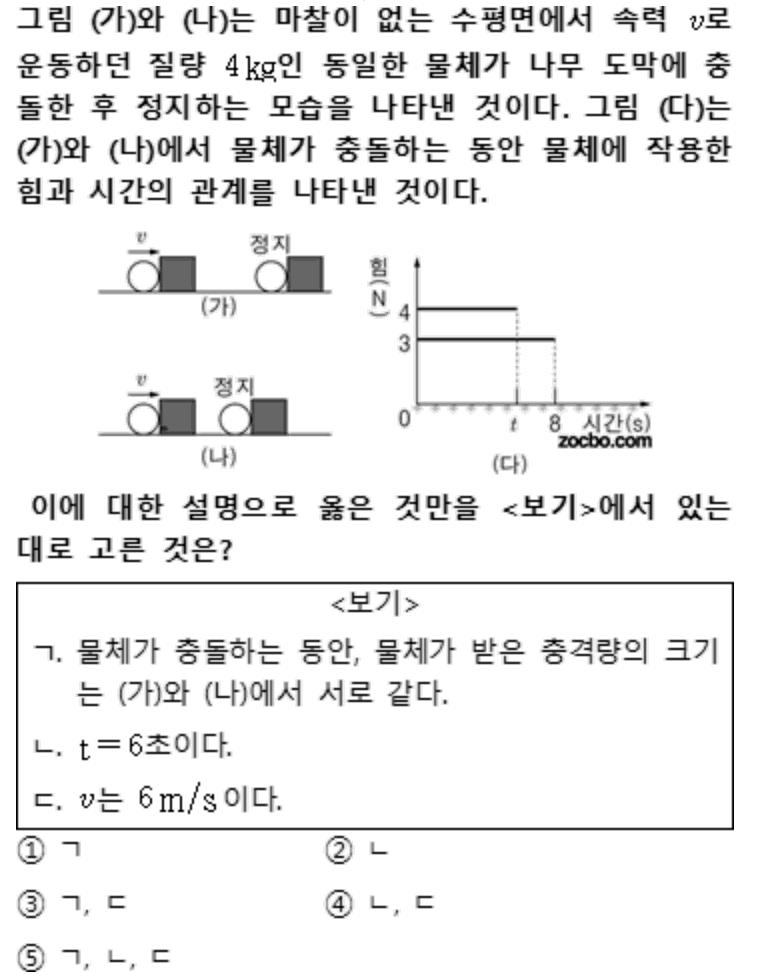 그림 (가)와 (나)는 마찰이 없는 수평면에서 속력 v로
운동하던 질량 4kg인 동일한 물체가 나무 도막에 충
돌한 후 정지하는 모습을 나타낸 것이다. 그림 (다)는
(가)와 (나)에서 물체가 충돌하는 동안 물체에 작용한
힘과 시간의 관계를 나타낸 것이다.
v
정지
(가)
v
정지
(나)
힘(N)
4
3
0
t
8
시간(s)
zocbo.com
(다)
이에 대한 설명으로 옳은 것만을 <보기>에서 있는
대로 고른 것은?
<보기>
ㄱ. 물체가 충돌하는 동안, 물체가 받은 충격량의 크기
는 (가)와 (나)에서 서로 같다.
ㄴ. t=6초이다.
ㄷ. v는 6m/s이다.
① ㄱ
② ㄴ
③ ㄱ, ㄷ
④ ㄴ, ㄷ
⑤ ㄱ, ㄴ, ㄷ